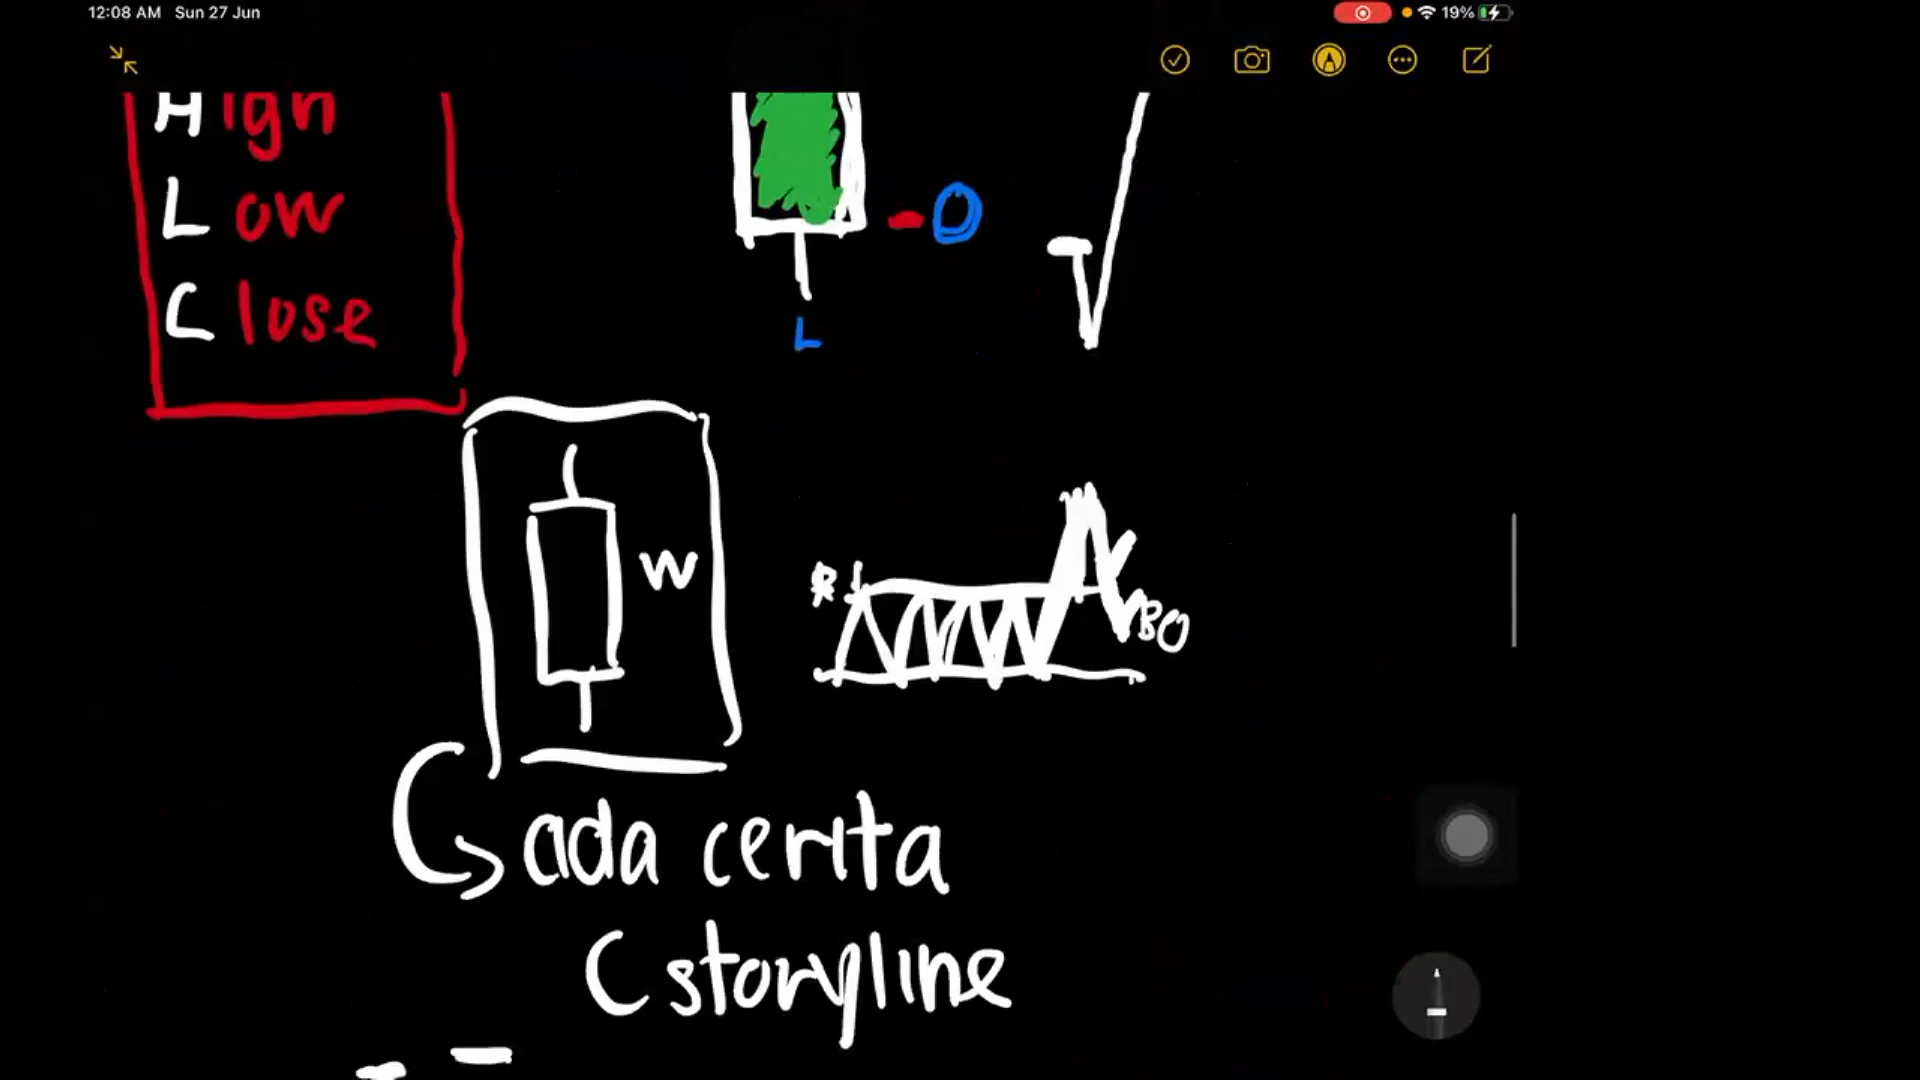 12:08 AM Sun 27 Jun
19%
High
Low
Close
O
L
W
R
BO
ada cerita
C storyline